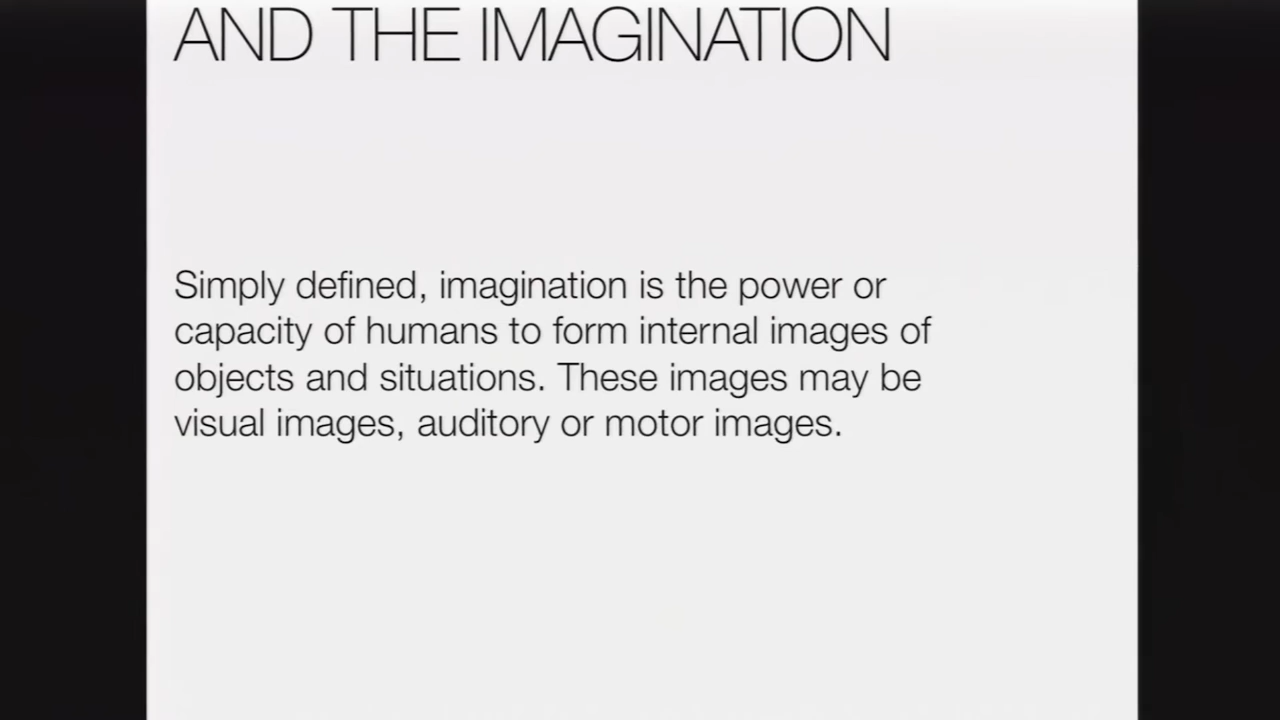 AND THE IMAGINATION
Simply defined, imagination is the power or
capacity of humans to form internal images of
objects and situations. These images may be
visual images, auditory or motor images.